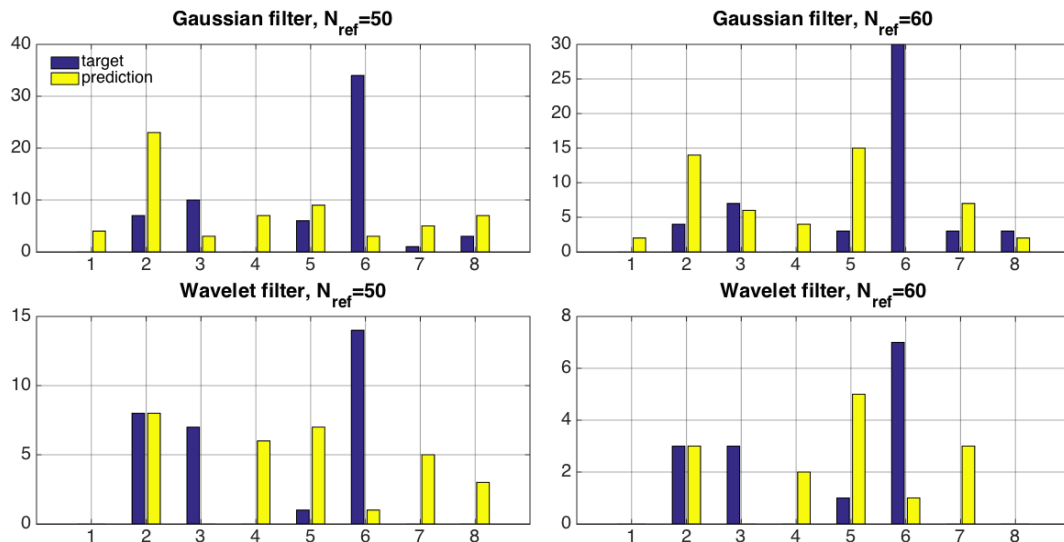 Gaussian filter, N_ref=50
40
30
20
10
0
target
prediction
1 2 3 4 5 6 7 8
Gaussian filter, N_ref=60
30
25
20
15
10
5
0
1 2 3 4 5 6 7 8
Wavelet filter, N_ref=50
15
10
5
0
1 2 3 4 5 6 7 8
Wavelet filter, N_ref=60
8
6
4
2
0
1 2 3 4 5 6 7 8